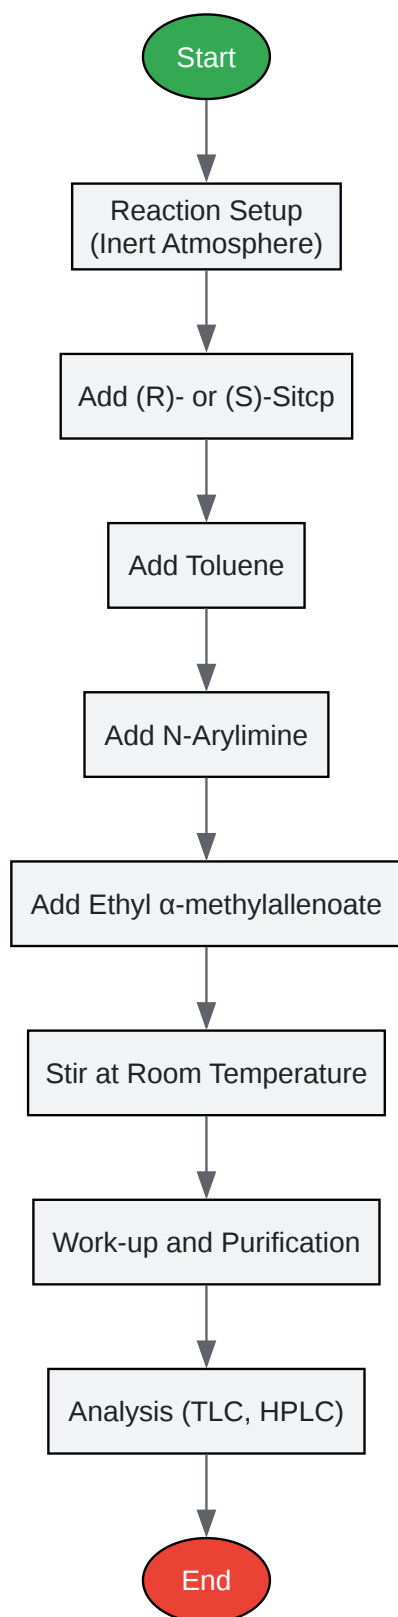 Start
Reaction Setup
(Inert Atmosphere)
Add (R)- or (S)-Sitcp
Add Toluene
Add N-Arylimine
Add Ethyl α-methylallenoate
Stir at Room Temperature
Work-up and Purification
Analysis (TLC, HPLC)
End